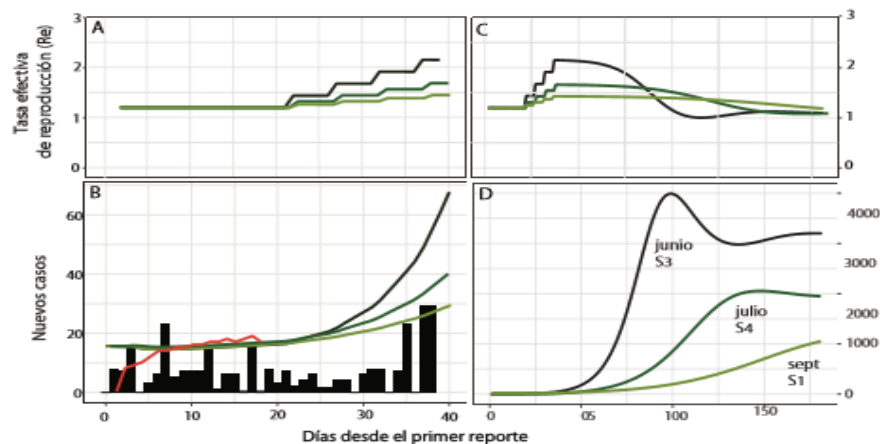 A
C
Tasa efectiva
de reproducción (Re)
3
2
1
0
3
2
1
0
B
D
Nuevos casos
60
40
20
0
4000
3000
2000
1000
0
junio
S3
julio
S4
sept
S1
0
10
20
30
40
0
05
100
150
Días desde el primer reporte